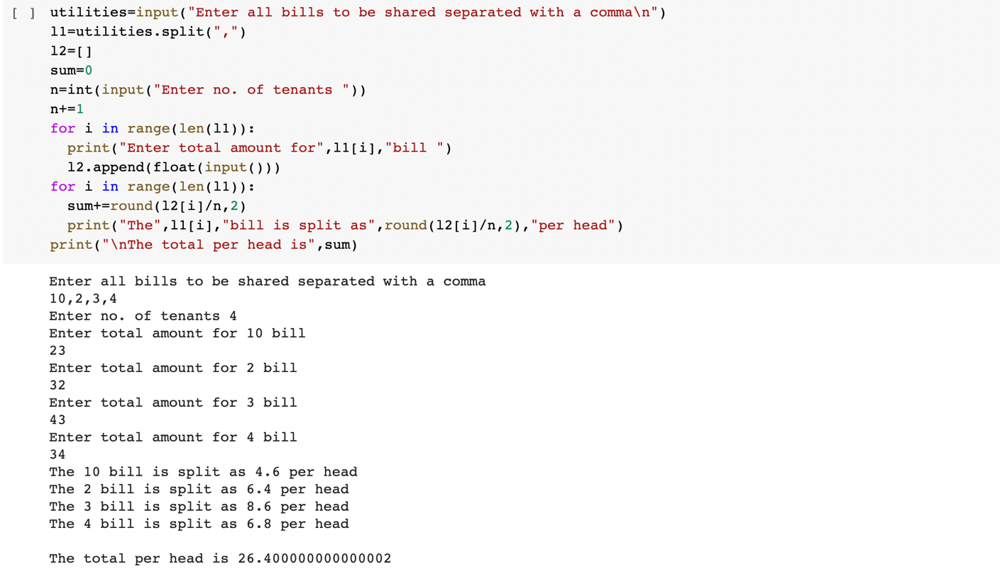 [ ] utilities=input("Enter all bills to be shared separated with a comma\n")
l1=utilities.split(",")
l2=[]
sum=0
n=int(input("Enter no. of tenants "))
n+=1
for i in range(len(l1)):
  print("Enter total amount for",l1[i],"bill ")
  l2.append(float(input()))
for i in range(len(l1)):
  sum+=round(l2[i]/n,2)
  print("The",l1[i],"bill is split as",round(l2[i]/n,2),"per head")
print("\nThe total per head is",sum)
Enter all bills to be shared separated with a comma
10,2,3,4
Enter no. of tenants 4
Enter total amount for 10 bill
23
Enter total amount for 2 bill
32
Enter total amount for 3 bill
43
Enter total amount for 4 bill
34
The 10 bill is split as 4.6 per head
The 2 bill is split as 6.4 per head
The 3 bill is split as 8.6 per head
The 4 bill is split as 6.8 per head
The total per head is 26.400000000000002